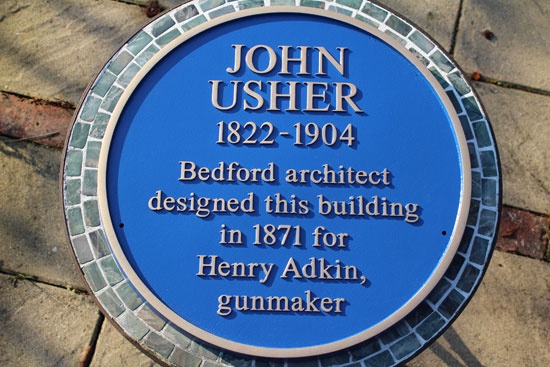 JOHN
USHER
1822-1904
Bedford architect
designed this building
in 1871 for
Henry Adkin,
gunmaker